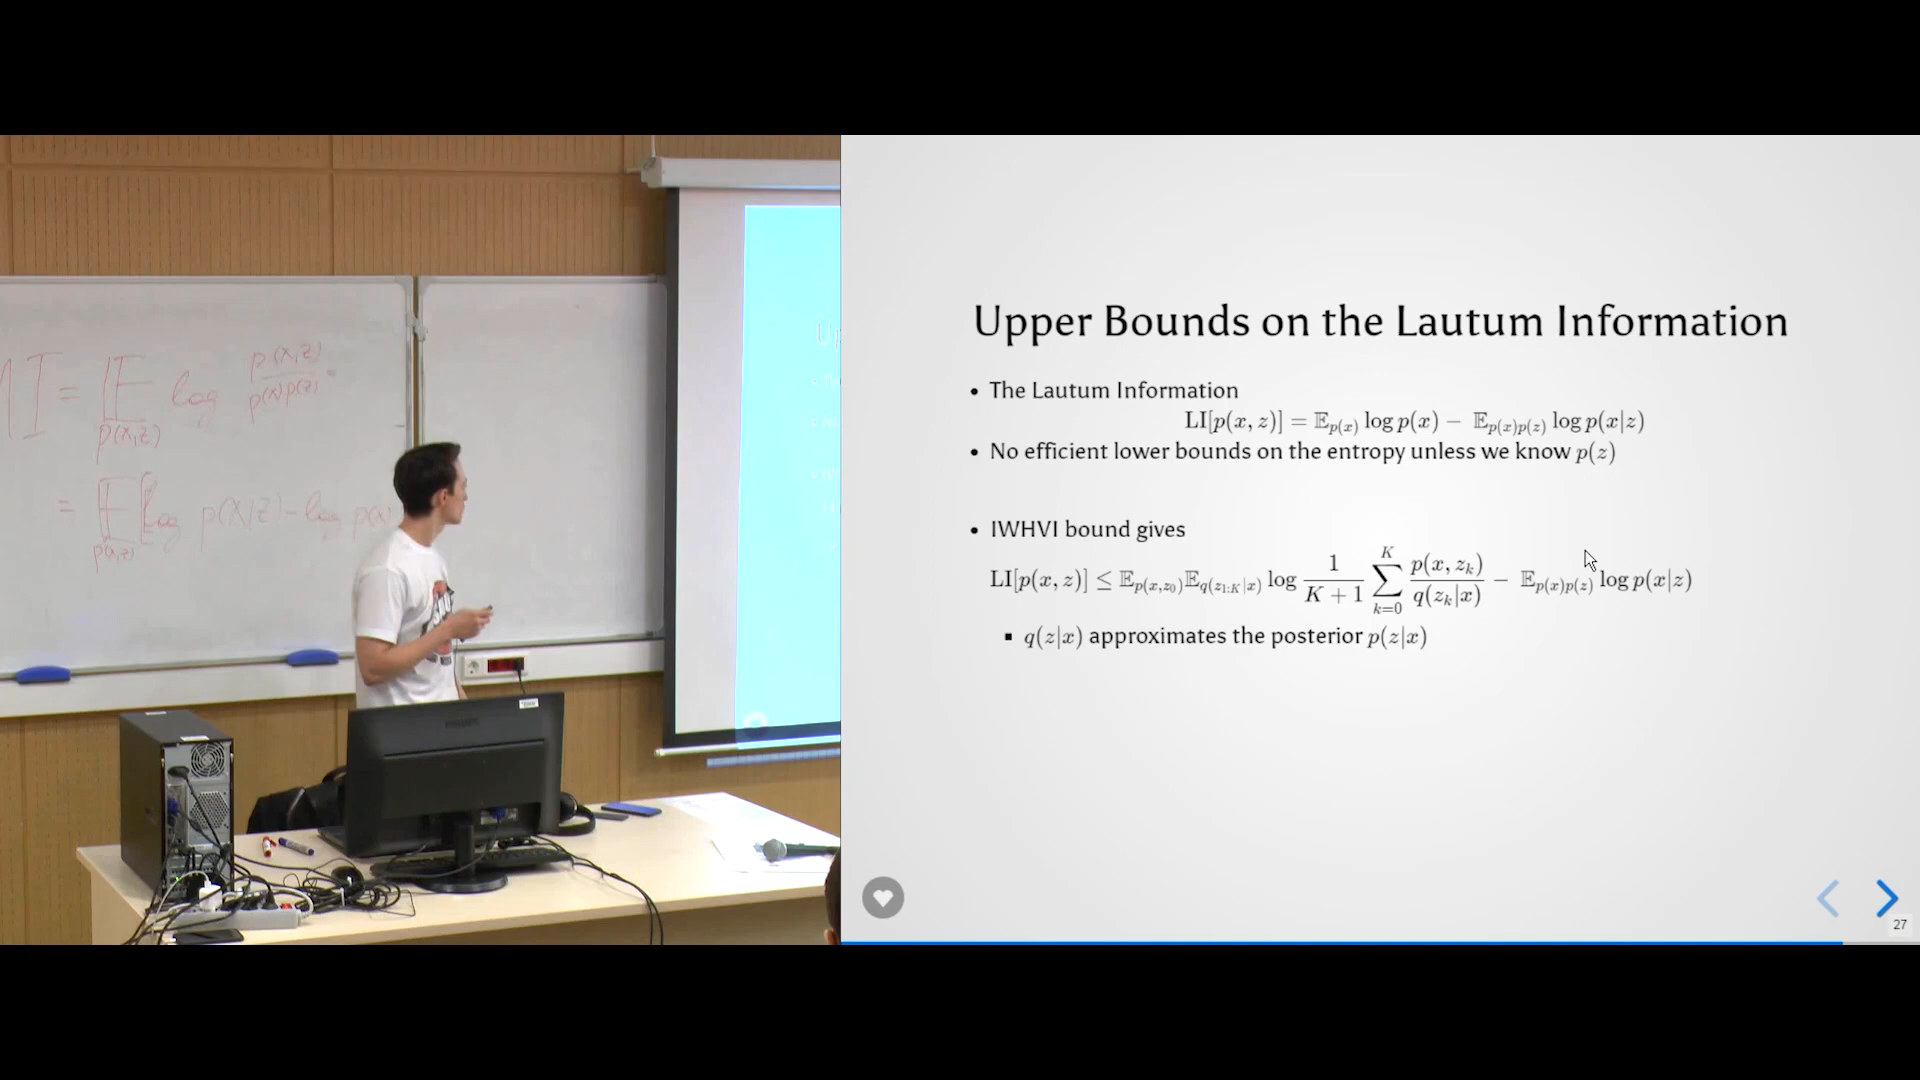 MI = 𝔼_{p(x,z)} log p(x,z) / p(x)p(z) =
= 𝔼_{p(x,z)} [log p(x|z) - log p(x)
PHILIPS
Upper Bounds on the Lautum Information
• The Lautum Information
LI[p(x, z)] = 𝔼_{p(x)} log p(x) − 𝔼_{p(x)p(z)} log p(x|z)
• No efficient lower bounds on the entropy unless we know p(z)
• IWHVI bound gives
LI[p(x, z)] ≤ 𝔼_{p(x,z₀)} 𝔼_{q(z_{1:K}|x)} log 1/(K + 1) ∑_{k=0}^{K} p(x, z_k)/q(z_k|x) − 𝔼_{p(x)p(z)} log p(x|z)
▪ q(z|x) approximates the posterior p(z|x)
27